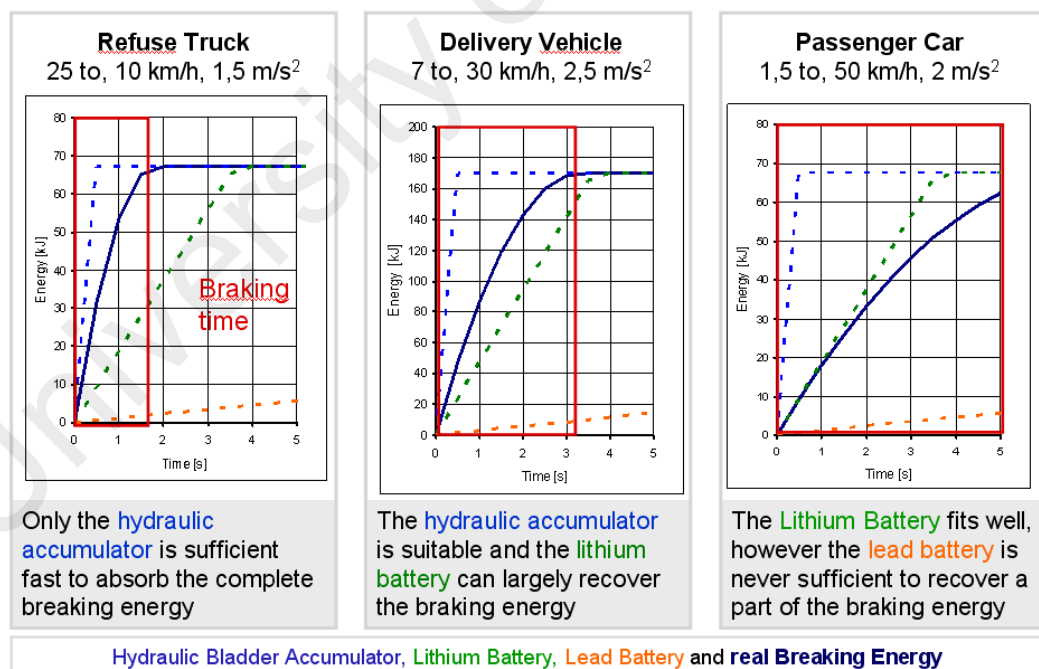 Refuse Truck
25 to, 10 km/h, 1,5 m/s²
80
70
60
50
40
30
20
10
0
Energy [kJ]
Braking
time
0 1 2 3 4 5
Time [s]
Only the hydraulic
accumulator is sufficient
fast to absorb the complete
breaking energy
Delivery Vehicle
7 to, 30 km/h, 2,5 m/s²
200
180
160
140
120
100
80
60
40
20
0
Energy [kJ]
0 1 2 3 4 5
Time [s]
The hydraulic accumulator
is suitable and the lithium
battery can largely recover
the braking energy
Passenger Car
1,5 to, 50 km/h, 2 m/s²
80
70
60
50
40
30
20
10
0
Energy [kJ]
0 1 2 3 4 5
Time [s]
The Lithium Battery fits well,
however the lead battery is
never sufficient to recover a
part of the braking energy
Hydraulic Bladder Accumulator, Lithium Battery, Lead Battery and real Breaking Energy
University